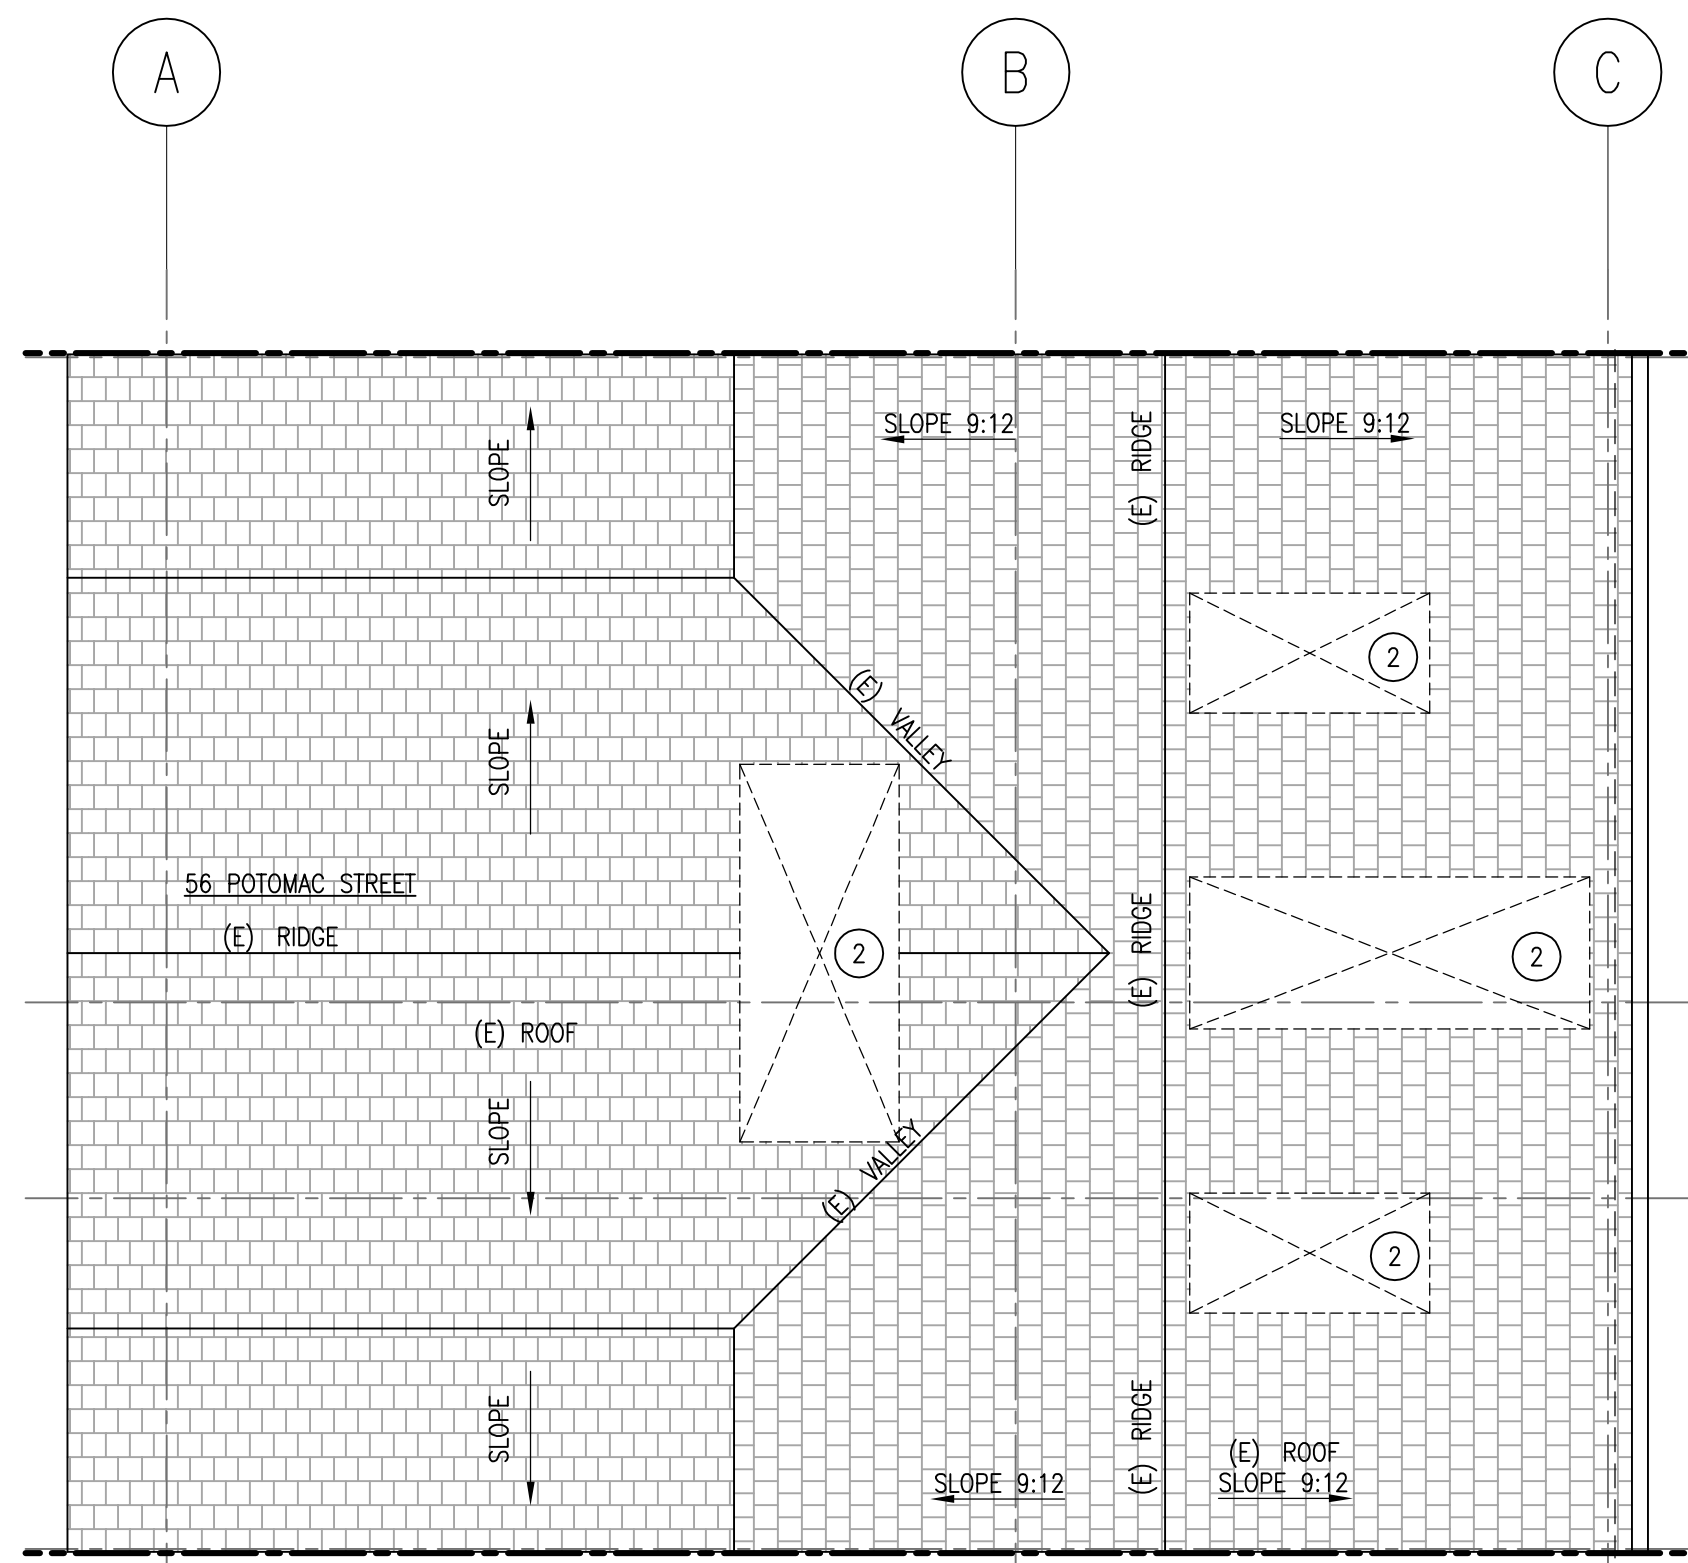 A
B
C
SLOPE 9:12
SLOPE 9:12
SLOPE
(E) RIDGE
2
(E) VALLEY
SLOPE
56 POTOMAC STREET
(E) RIDGE
2
(E) RIDGE
2
(E) ROOF
SLOPE
(E) VALLEY
2
SLOPE
(E) RIDGE
(E) ROOF
SLOPE 9:12
SLOPE 9:12